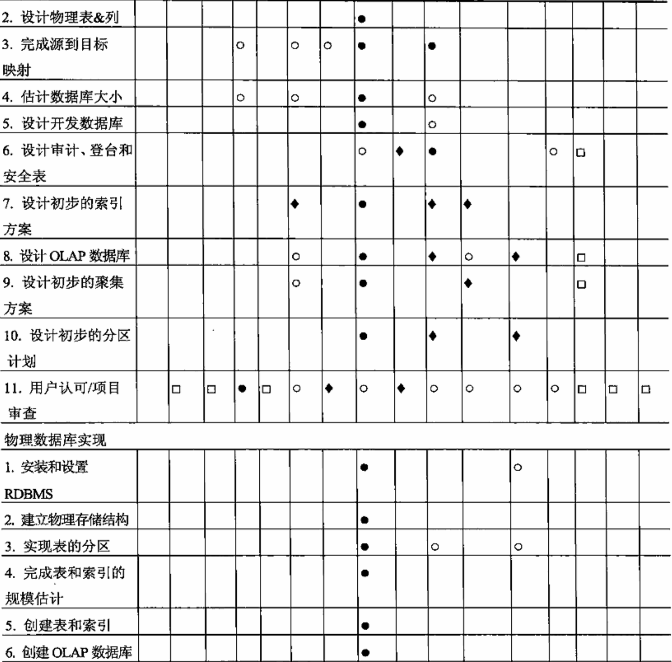 2. 设计物理表&列 ●
3. 完成源到目标 ○ ○ ○ ● ●
映射
4. 估计数据库大小 ○ ○ ● ○
5. 设计开发数据库 ● ○
6. 设计审计、登台和 ○ ◆ ● ○ □
安全表
7. 设计初步的索引 ◆ ● ◆ ◆
方案
8. 设计 OLAP 数据库 ○ ● ◆ ○ ◆ □
9. 设计初步的聚集 ○ ● ◆ □
方案
10. 设计初步的分区 ● ◆ ◆
计划
11. 用户认可/项目 □ □ ● □ ○ ◆ ○ ◆ ○ ○ ○ ○ □ □ □
审查
物理数据库实现
1. 安装和设置 ● ○
RDBMS
2. 建立物理存储结构 ●
3. 实现表的分区 ● ○ ○
4. 完成表和索引的 ●
规模估计
5. 创建表和索引 ●
6. 创建 OLAP 数据库 ●